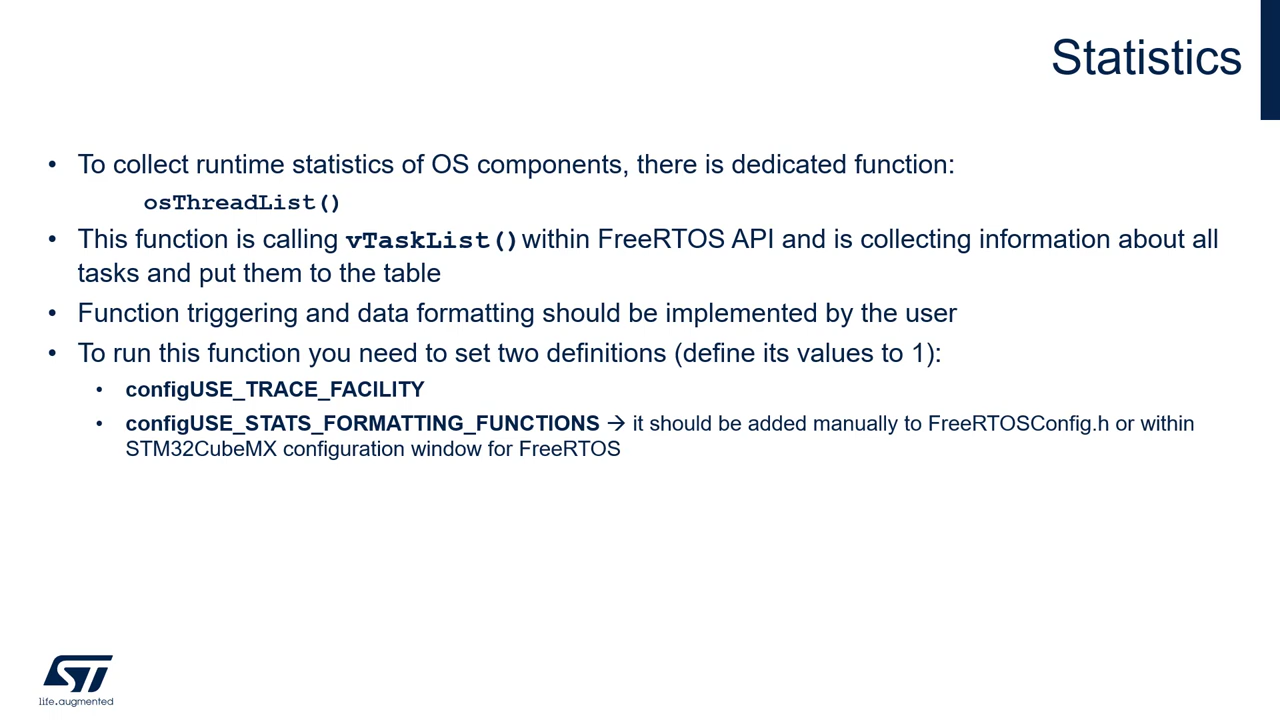 Statistics
• To collect runtime statistics of OS components, there is dedicated function:
osThreadList()
• This function is calling vTaskList() within FreeRTOS API and is collecting information about all
tasks and put them to the table
• Function triggering and data formatting should be implemented by the user
• To run this function you need to set two definitions (define its values to 1):
• configUSE_TRACE_FACILITY
• configUSE_STATS_FORMATTING_FUNCTIONS → it should be added manually to FreeRTOSConfig.h or within
STM32CubeMX configuration window for FreeRTOS
ST
life.augmented